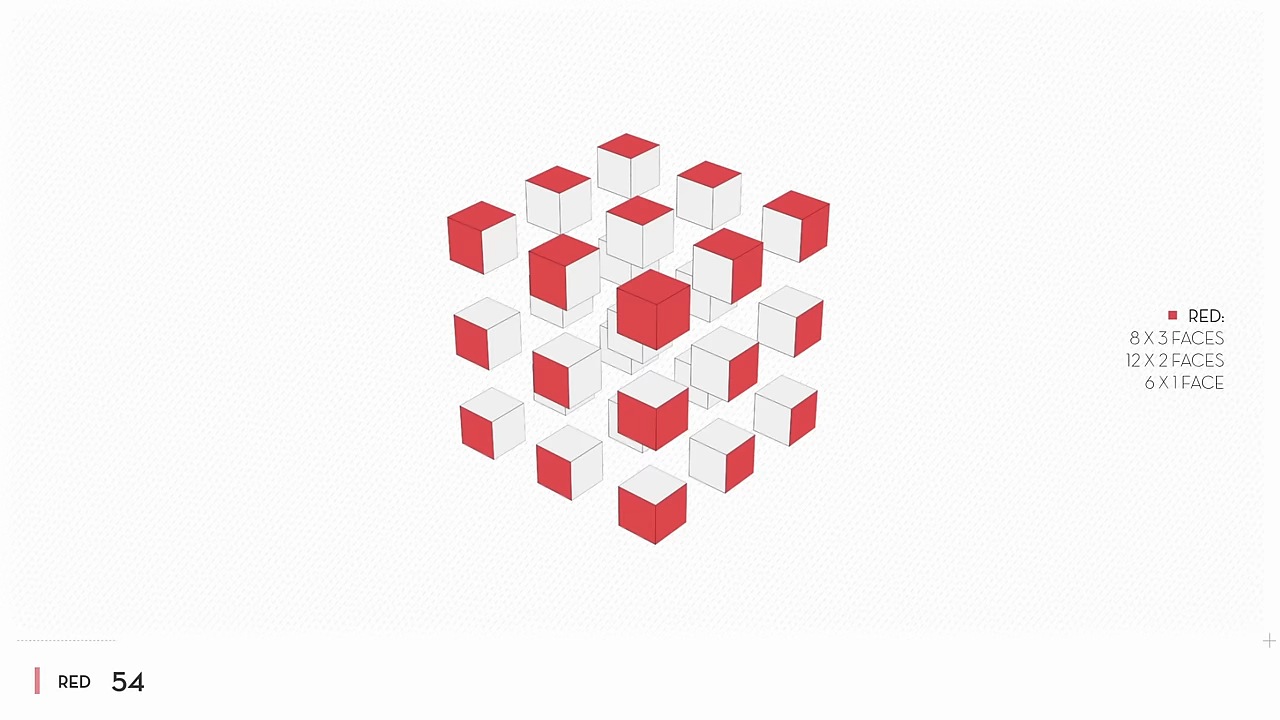 RED:
8 X 3 FACES
12 X 2 FACES
6 X 1 FACE
RED 54